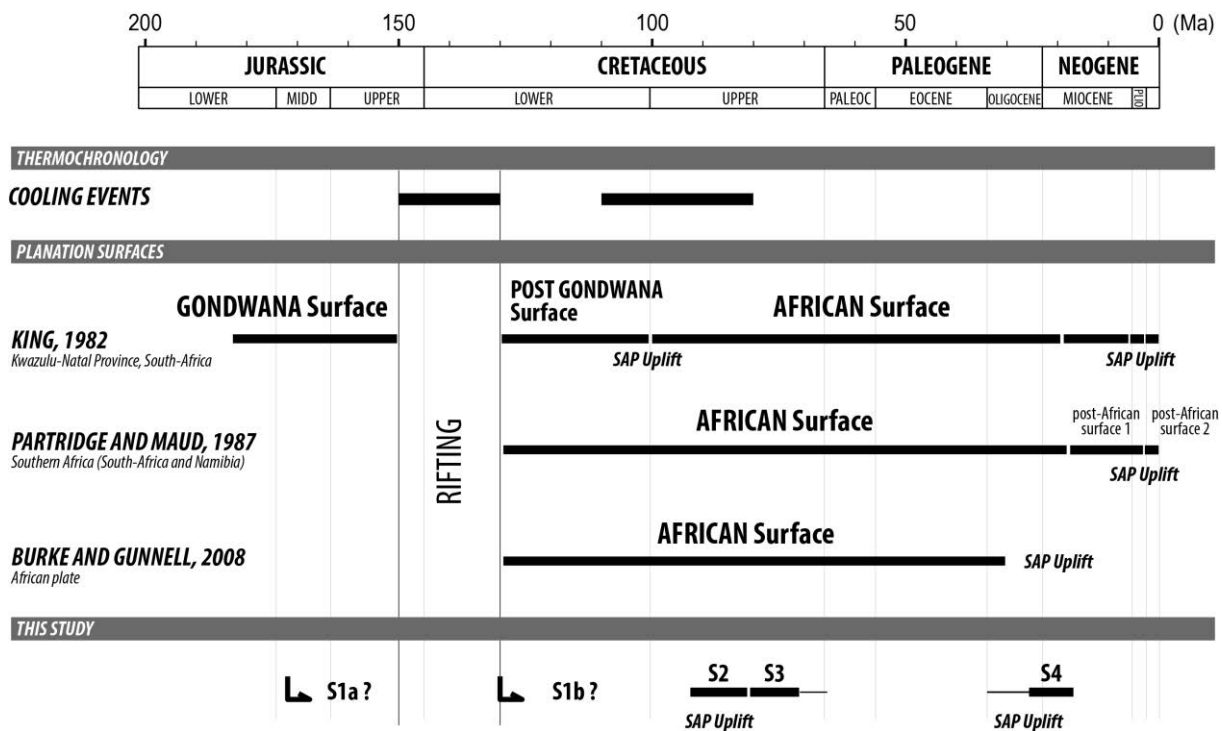 200 150 100 50 0 (Ma)
JURASSIC CRETACEOUS PALEOGENE NEOGENE
LOWER MIDD UPPER LOWER UPPER PALEOC EOCENE OLIGOCENE MIOCENE PLIO
THERMOCHRONOLOGY
COOLING EVENTS
PLANATION SURFACES
GONDWANA Surface
POST GONDWANA
Surface
AFRICAN Surface
KING, 1982
Kwazulu-Natal Province, South-Africa
SAP Uplift
SAP Uplift
RIFTING
AFRICAN Surface
post-African
surface 1
post-African
surface 2
PARTRIDGE AND MAUD, 1987
Southern Africa (South-Africa and Namibia)
SAP Uplift
AFRICAN Surface
BURKE AND GUNNELL, 2008
African plate
SAP Uplift
THIS STUDY
S1a ? S1b ? S2 S3 S4
SAP Uplift SAP Uplift